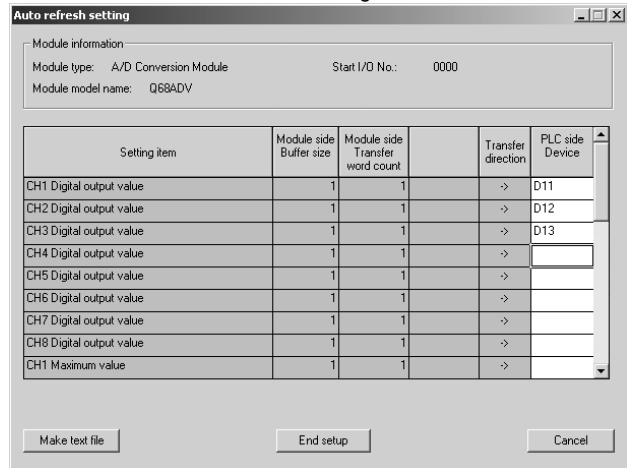 Auto refresh setting
Module information
Module type: A/D Conversion Module Start I/O No.: 0000
Module model name: Q68ADV
Setting item Module side Buffer size Module side Transfer word count Transfer direction PLC side Device
CH1 Digital output value 1 1 -> D11
CH2 Digital output value 1 1 -> D12
CH3 Digital output value 1 1 -> D13
CH4 Digital output value 1 1 ->
CH5 Digital output value 1 1 ->
CH6 Digital output value 1 1 ->
CH7 Digital output value 1 1 ->
CH8 Digital output value 1 1 ->
CH1 Maximum value 1 1 ->
Make text file End setup Cancel